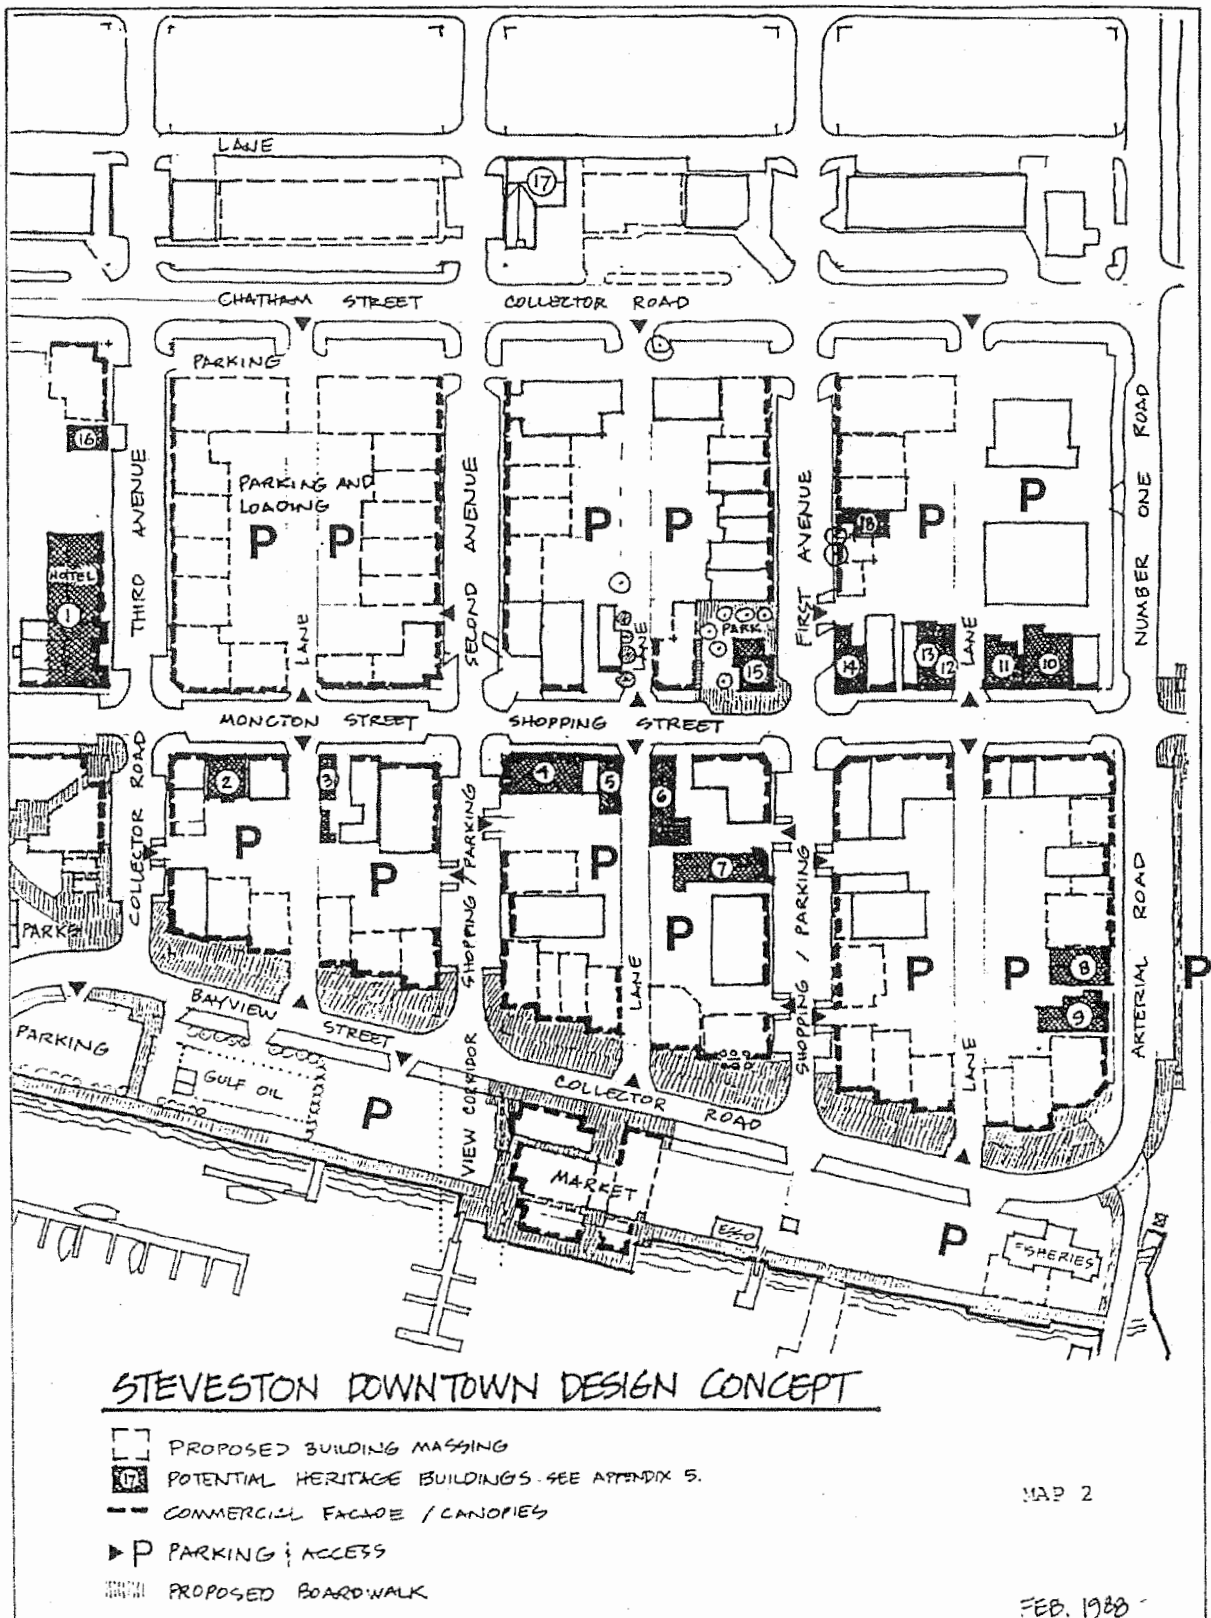 LANE
17
CHATHAM STREET COLLECTOR ROAD
PARKING
16
THIRD AVENUE
PARKING AND
LOADING
P P
SECOND AVENUE
P P
FIRST AVENUE
18
P
P
NUMBER ONE ROAD
HOTEL
1
LANE
LANE
PARK
15
14
13
12
LANE
11
10
MONCTON STREET SHOPPING STREET
COLLECTOR ROAD
2
3
4
5
6
7
P
P
SHOPPING / PARKING
P
P
SHOPPING / PARKING
P
P
8
9
ARTERIAL ROAD
P
PARK
LANE
LANE
BAYVIEW
STREET
COLLECTOR
ROAD
PARKING
GULF OIL
P
VIEW CORRIDOR
MARKET
ESSO
P
FISHERIES
STEVESTON DOWNTOWN DESIGN CONCEPT
PROPOSED BUILDING MASSING
17 POTENTIAL HERITAGE BUILDINGS - SEE APPENDIX 5.
COMMERCIAL FACADE / CANOPIES
P PARKING & ACCESS
PROPOSED BOARDWALK
MAP 2
FEB. 1988